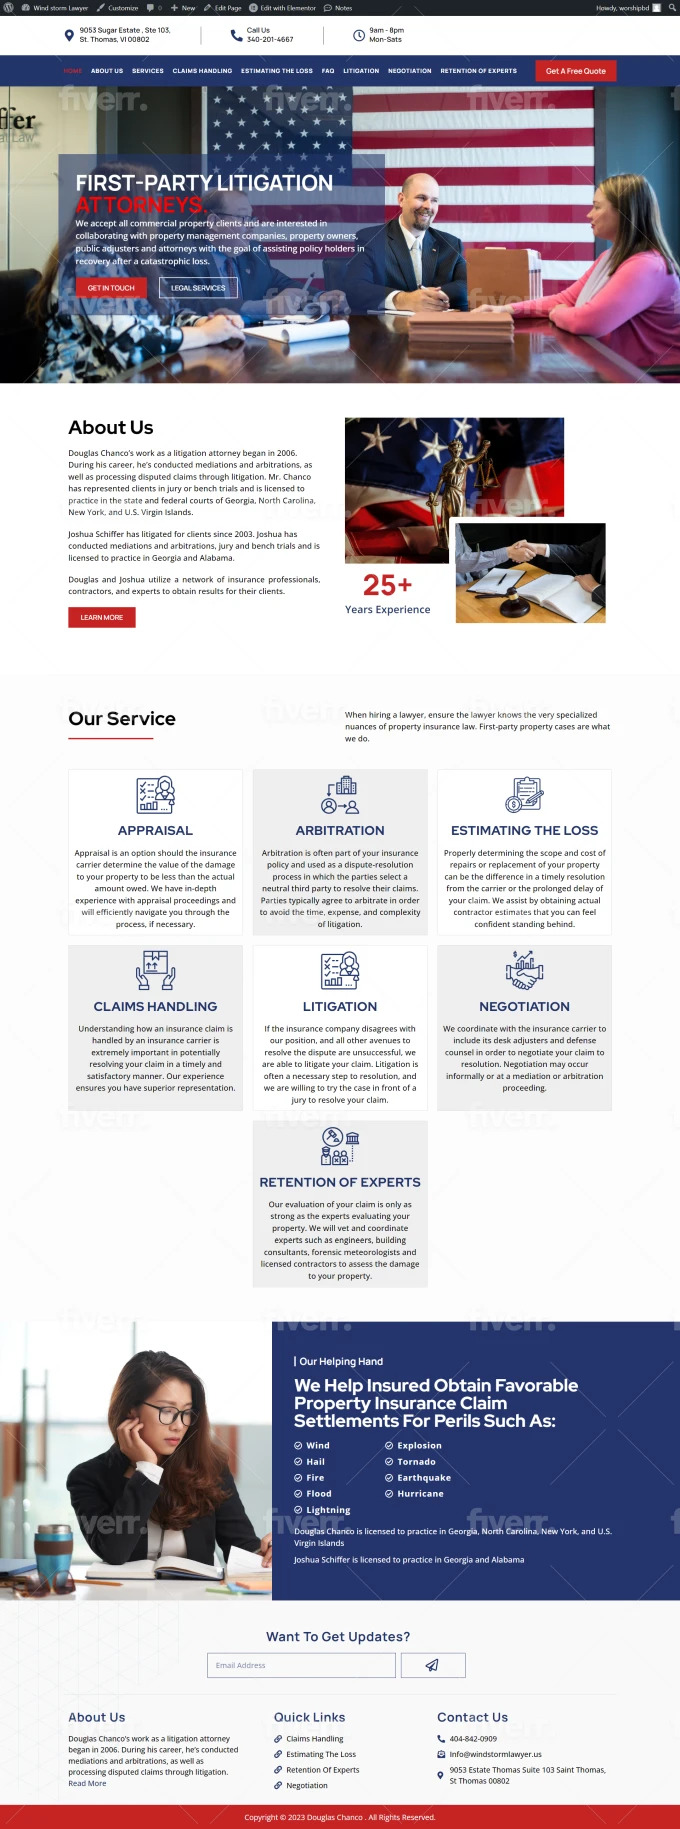 Wind storm Lawyer Customize 0 New Edit Page Edit with Elementor Notes Howdy, worshipbd
9053 Sugar Estate , Ste 103,
St. Thomas, VI 00802
Call Us
340-201-4667
9am - 8pm
Mon-Sats
HOME ABOUT US SERVICES CLAIMS HANDLING ESTIMATING THE LOSS FAQ LITIGATION NEGOTIATION RETENTION OF EXPERTS Get A Free Quote
ffer
al Law
FIRST-PARTY LITIGATION
ATTORNEYS.
We accept all commercial property clients and are interested in
collaborating with property management companies, property owners,
public adjusters and attorneys with the goal of assisting policy holders in
recovery after a catastrophic loss.
GET IN TOUCH LEGAL SERVICES
About Us
Douglas Chanco's work as a litigation attorney began in 2006.
During his career, he's conducted mediations and arbitrations, as
well as processing disputed claims through litigation. Mr. Chanco
has represented clients in jury or bench trials and is licensed to
practice in the state and federal courts of Georgia, North Carolina,
New York, and U.S. Virgin Islands.
Joshua Schiffer has litigated for clients since 2003. Joshua has
conducted mediations and arbitrations, jury and bench trials and is
licensed to practice in Georgia and Alabama.
Douglas and Joshua utilize a network of insurance professionals,
contractors, and experts to obtain results for their clients.
LEARN MORE
25+
Years Experience
Our Service
When hiring a lawyer, ensure the lawyer knows the very specialized
nuances of property insurance law. First-party property cases are what
we do.
APPRAISAL
Appraisal is an option should the insurance
carrier determine the value of the damage
to your property to be less than the actual
amount owed. We have in-depth
experience with appraisal proceedings and
will efficiently navigate you through the
process, if necessary.
ARBITRATION
Arbitration is often part of your insurance
policy and used as a dispute-resolution
process in which the parties select a
neutral third party to resolve their claims.
Parties typically agree to arbitrate in order
to avoid the time, expense, and complexity
of litigation.
ESTIMATING THE LOSS
Properly determining the scope and cost of
repairs or replacement of your property
can be the difference in a timely resolution
from the carrier or the prolonged delay of
your claim. We assist by obtaining actual
contractor estimates that you can feel
confident standing behind.
CLAIMS HANDLING
Understanding how an insurance claim is
handled by an insurance carrier is
extremely important in potentially
resolving your claim in a timely and
satisfactory manner. Our experience
ensures you have superior representation.
LITIGATION
If the insurance company disagrees with
our position, and all other avenues to
resolve the dispute are unsuccessful, we
are able to litigate your claim. Litigation is
often a necessary step to resolution, and
we are willing to try the case in front of a
jury to resolve your claim.
NEGOTIATION
We coordinate with the insurance carrier to
include its desk adjusters and defense
counsel in order to negotiate your claim to
resolution. Negotiation may occur
informally or at a mediation or arbitration
proceeding.
RETENTION OF EXPERTS
Our evaluation of your claim is only as
strong as the experts evaluating your
property. We will vet and coordinate
experts such as engineers, building
consultants, forensic meteorologists and
licensed contractors to assess the damage
to your property.
Our Helping Hand
We Help Insured Obtain Favorable
Property Insurance Claim
Settlements For Perils Such As:
Wind
Hail
Fire
Flood
Lightning
Explosion
Tornado
Earthquake
Hurricane
Douglas Chanco is licensed to practice in Georgia, North Carolina, New York, and U.S.
Virgin Islands
Joshua Schiffer is licensed to practice in Georgia and Alabama
Want To Get Updates?
Email Address
About Us
Douglas Chanco's work as a litigation attorney
began in 2006. During his career, he's conducted
mediations and arbitrations, as well as
processing disputed claims through litigation.
Read More
Quick Links
Claims Handling
Estimating The Loss
Retention Of Experts
Negotiation
Contact Us
404-842-0909
Info@windstormlawyer.us
9053 Estate Thomas Suite 103 Saint Thomas,
St Thomas 00802
Copyright © 2023 Douglas Chanco . All Rights Reserved.
fiverr.